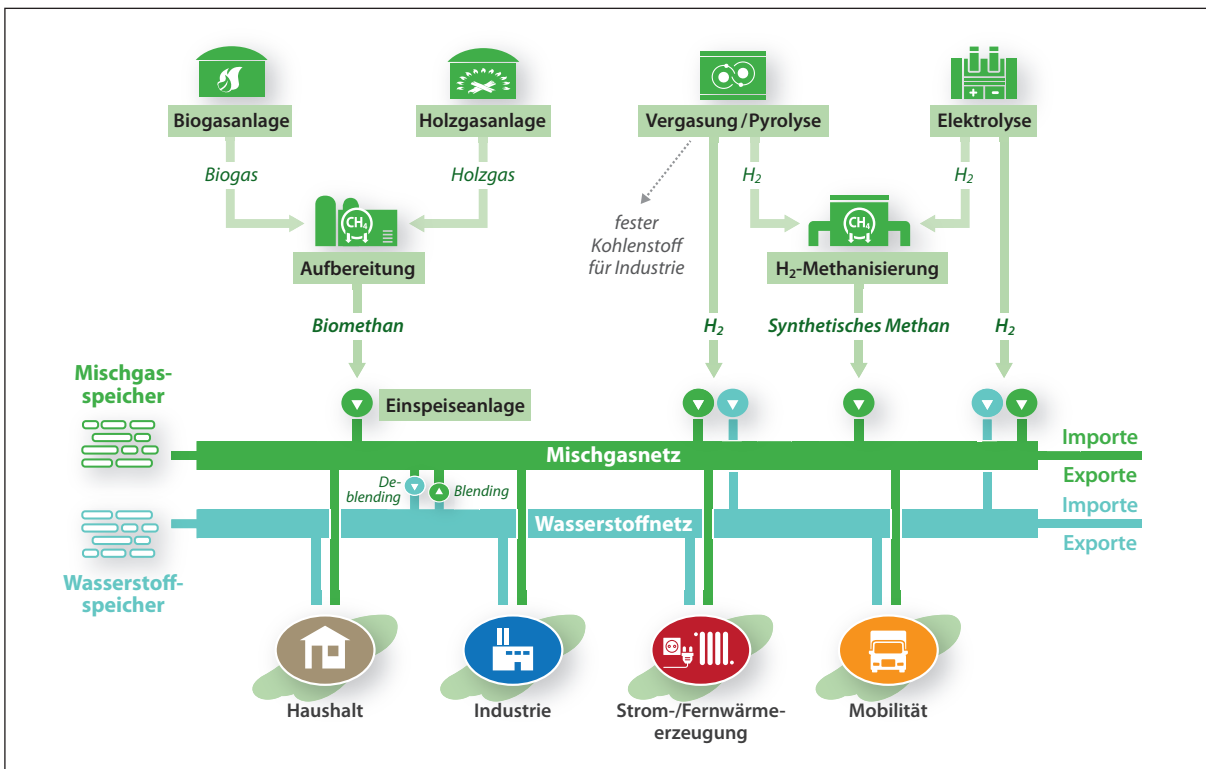 Biogasanlage
Holzgasanlage
Vergasung/Pyrolyse
+ −
Elektrolyse
Biogas
Holzgas
H₂
H₂
CH₄
fester
Kohlenstoff
für Industrie
CH₄
Aufbereitung
H₂-Methanisierung
Biomethan
H₂
Synthetisches Methan
H₂
Mischgas-
speicher
Einspeiseanlage
Mischgasnetz
Importe
Exporte
De-
blending
Blending
Wasserstoffnetz
Importe
Exporte
Wasserstoff-
speicher
Haushalt
Industrie
Strom-/Fernwärme-
erzeugung
Mobilität